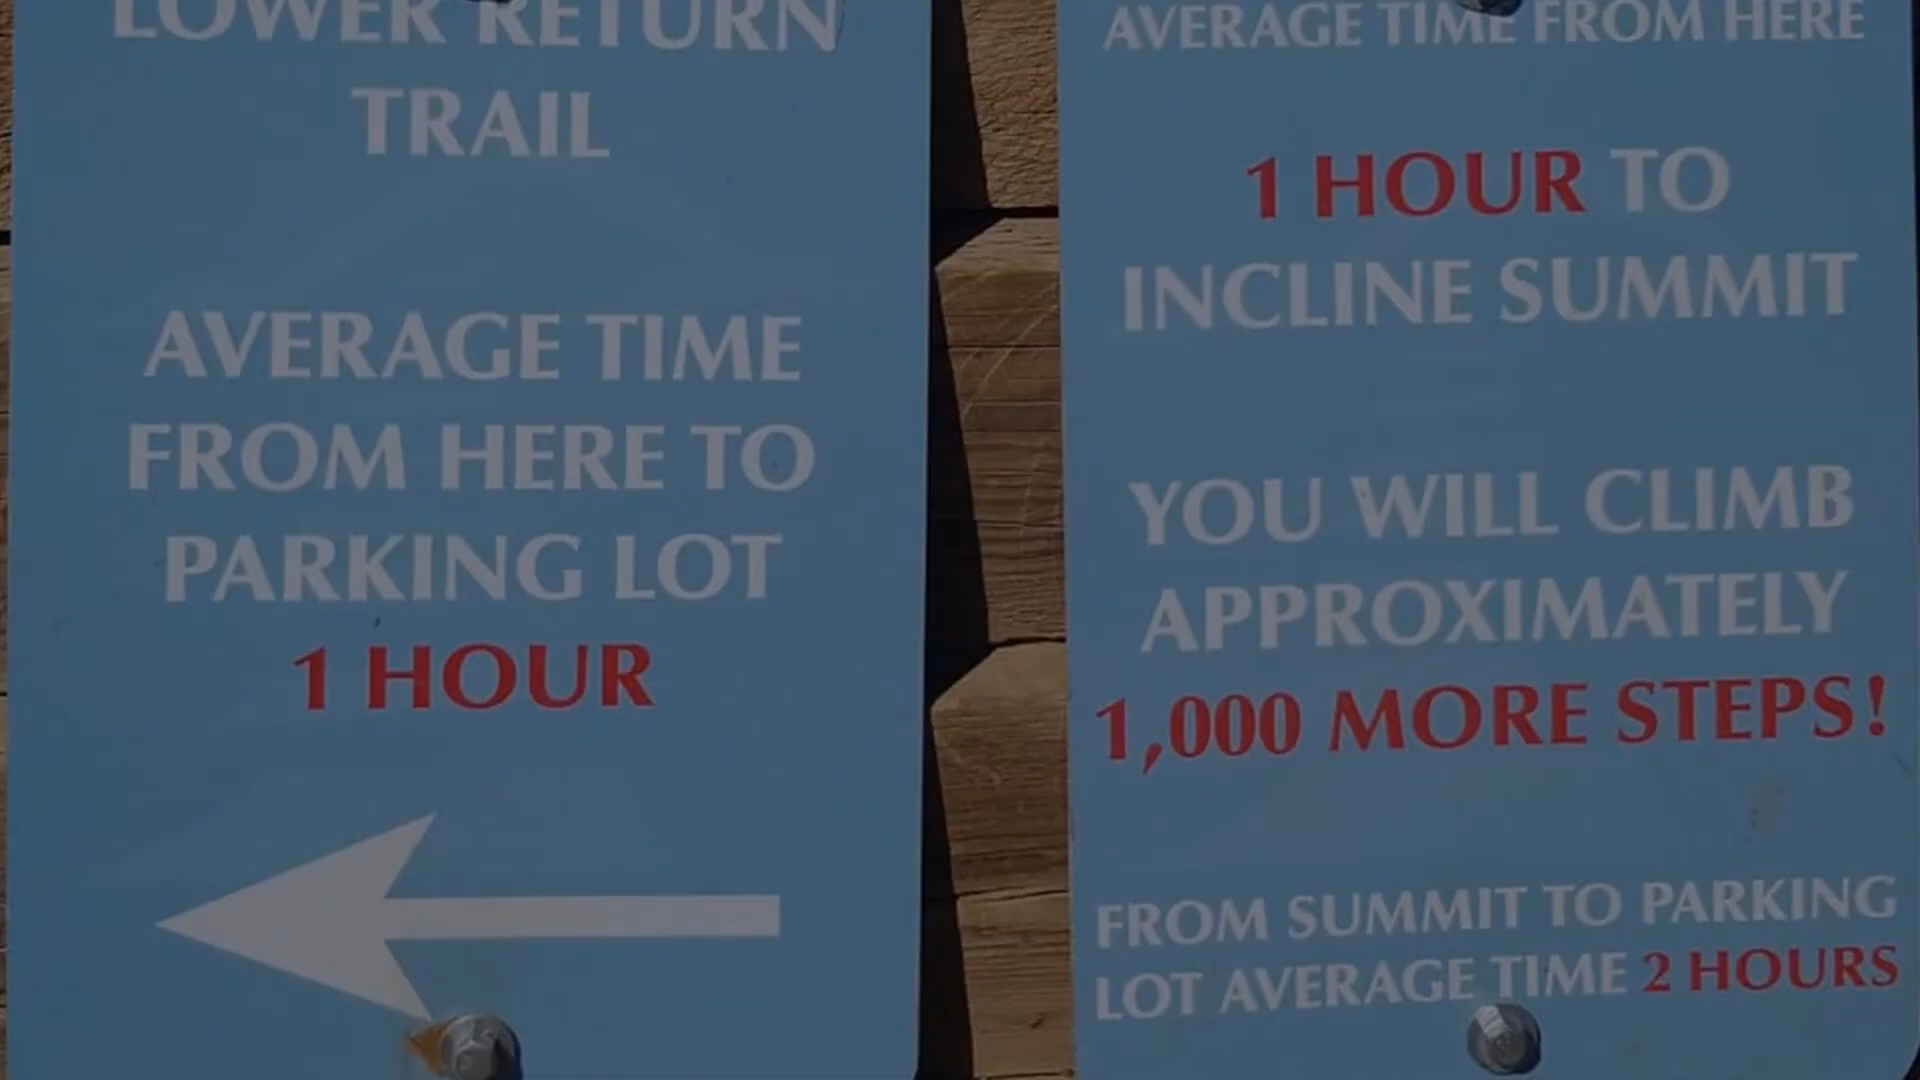 LOWER RETURN
TRAIL
AVERAGE TIME
FROM HERE TO
PARKING LOT
1 HOUR
AVERAGE TIME FROM HERE
1 HOUR TO
INCLINE SUMMIT
YOU WILL CLIMB
APPROXIMATELY
1,000 MORE STEPS!
FROM SUMMIT TO PARKING
LOT AVERAGE TIME 2 HOURS